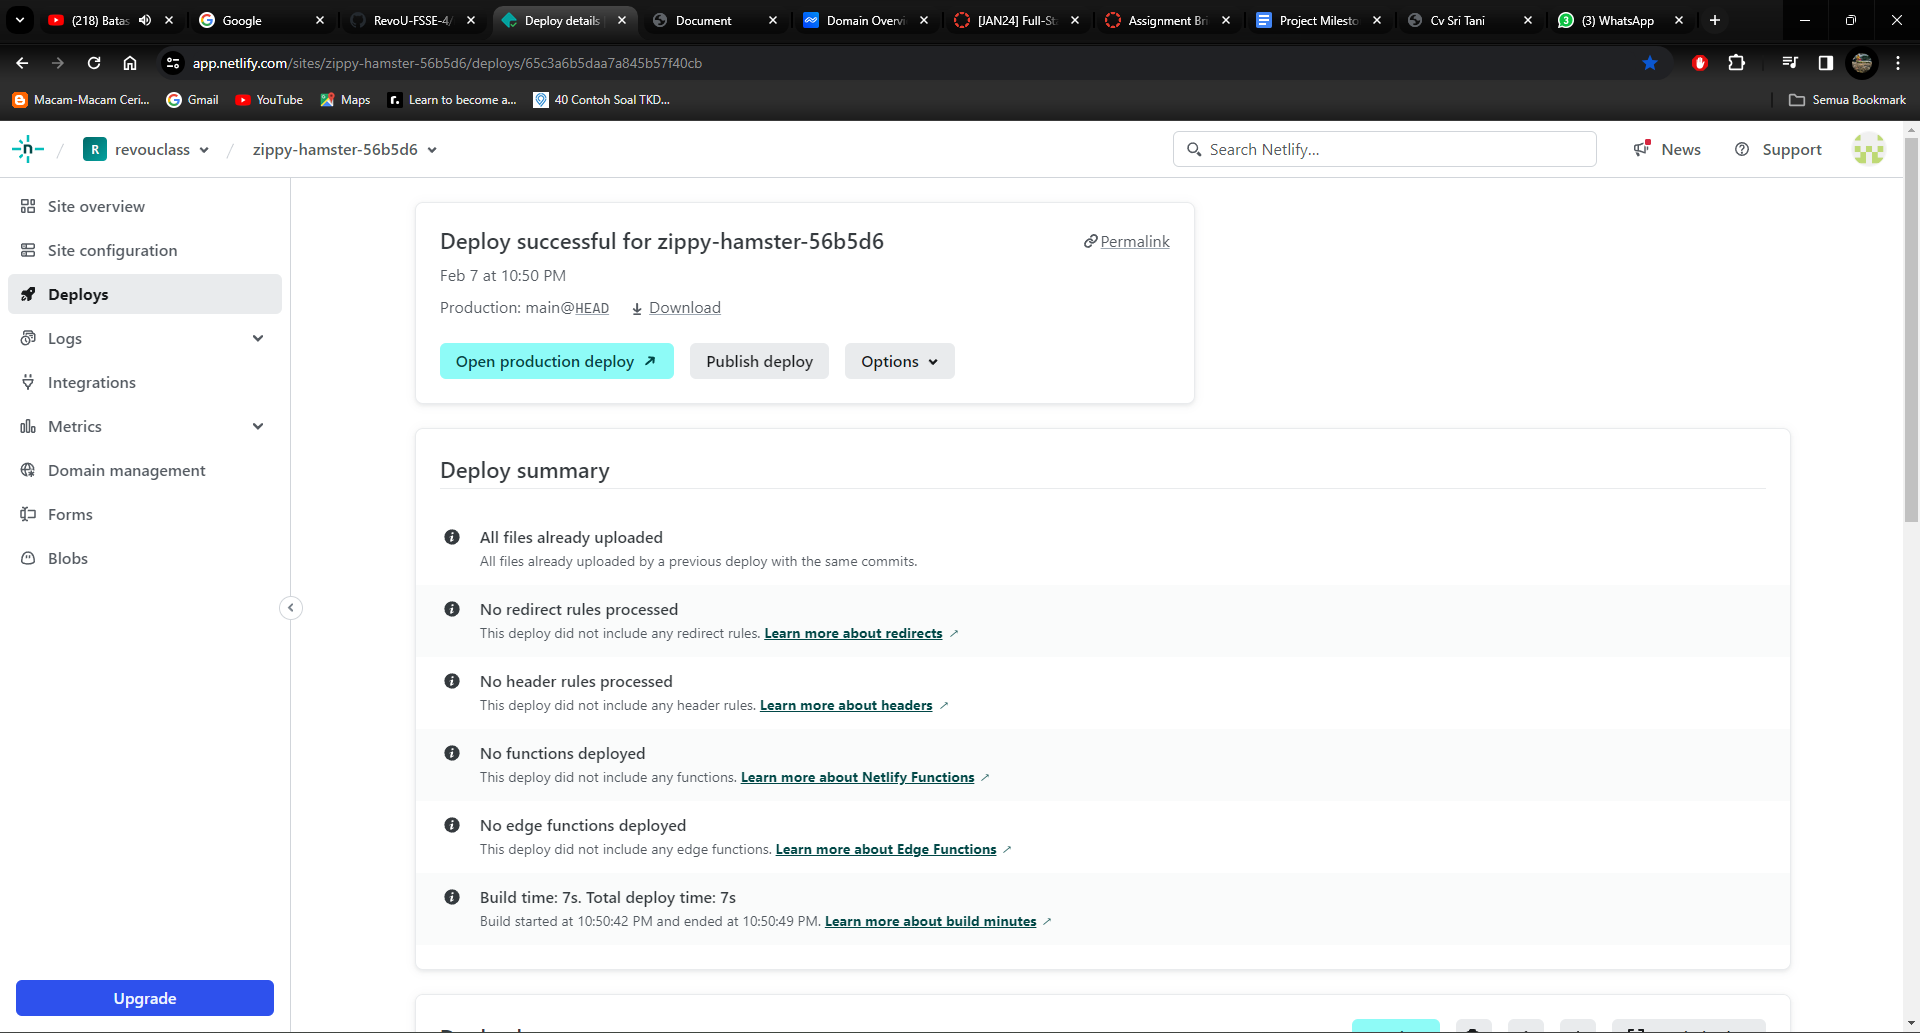 (218) Batas
Google
RevoU-FSSE-4/
Deploy details
Document
Domain Overvi
[JAN24] Full-St
Assignment Bri
Project Milesto
Cv Sri Tani
3
(3) WhatsApp
app.netlify.com/sites/zippy-hamster-56b5d6/deploys/65c3a6b5daa7a845b57f40cb
Macam-Macam Ceri...
Gmail
YouTube
Maps
r.
Learn to become a...
40 Contoh Soal TKD...
Semua Bookmark
n
/
R
revouclass
/
zippy-hamster-56b5d6
Search Netlify...
News
Support
Site overview
Site configuration
Deploys
Logs
Integrations
Metrics
Domain management
Forms
Blobs
Upgrade
Deploy successful for zippy-hamster-56b5d6
Permalink
Feb 7 at 10:50 PM
Production: main@HEAD
Download
Open production deploy
Publish deploy
Options
Deploy summary
All files already uploaded
All files already uploaded by a previous deploy with the same commits.
No redirect rules processed
This deploy did not include any redirect rules. Learn more about redirects
No header rules processed
This deploy did not include any header rules. Learn more about headers
No functions deployed
This deploy did not include any functions. Learn more about Netlify Functions
No edge functions deployed
This deploy did not include any edge functions. Learn more about Edge Functions
Build time: 7s. Total deploy time: 7s
Build started at 10:50:42 PM and ended at 10:50:49 PM. Learn more about build minutes